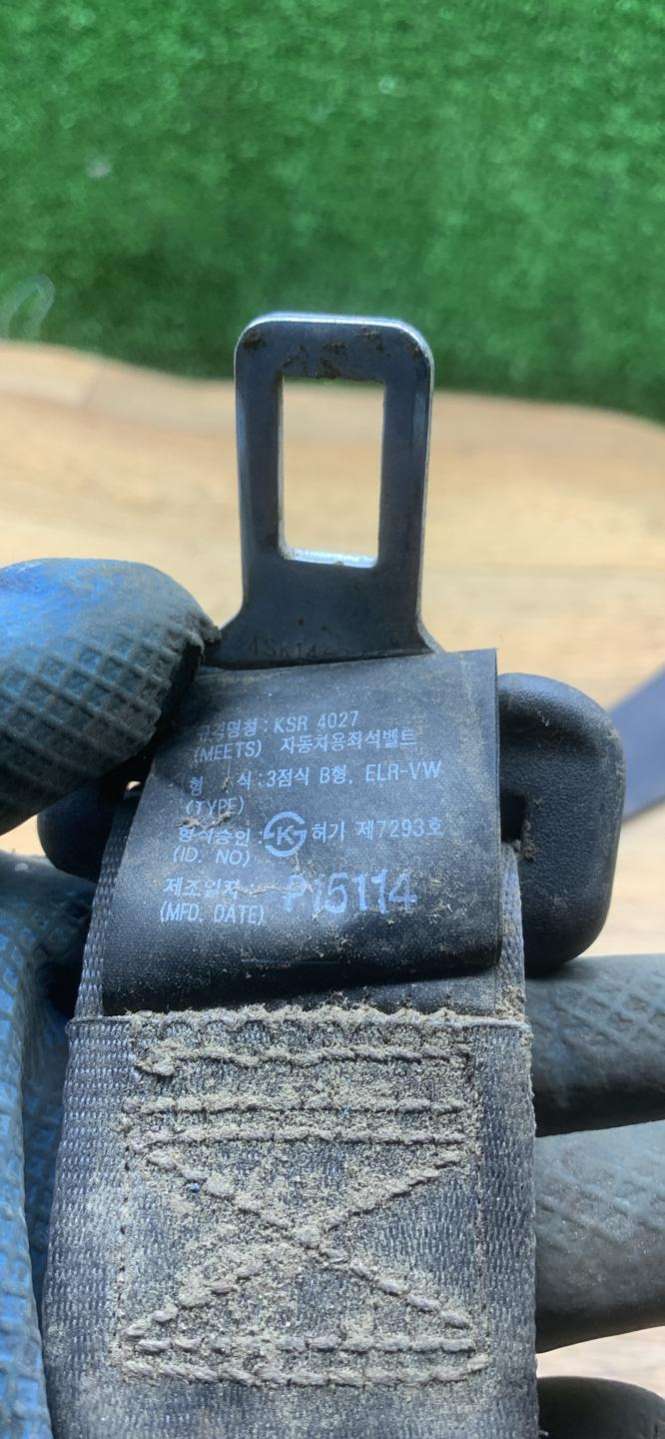 규격명칭 : KSR 4027
(MEETS) 자동차용좌석벨트
형 식 : 3점식 B형, ELR-VW
(TYPE)
형식승인 : K 허가 제7293호
(ID. NO)
제조일자 : P15114
(MFD. DATE)